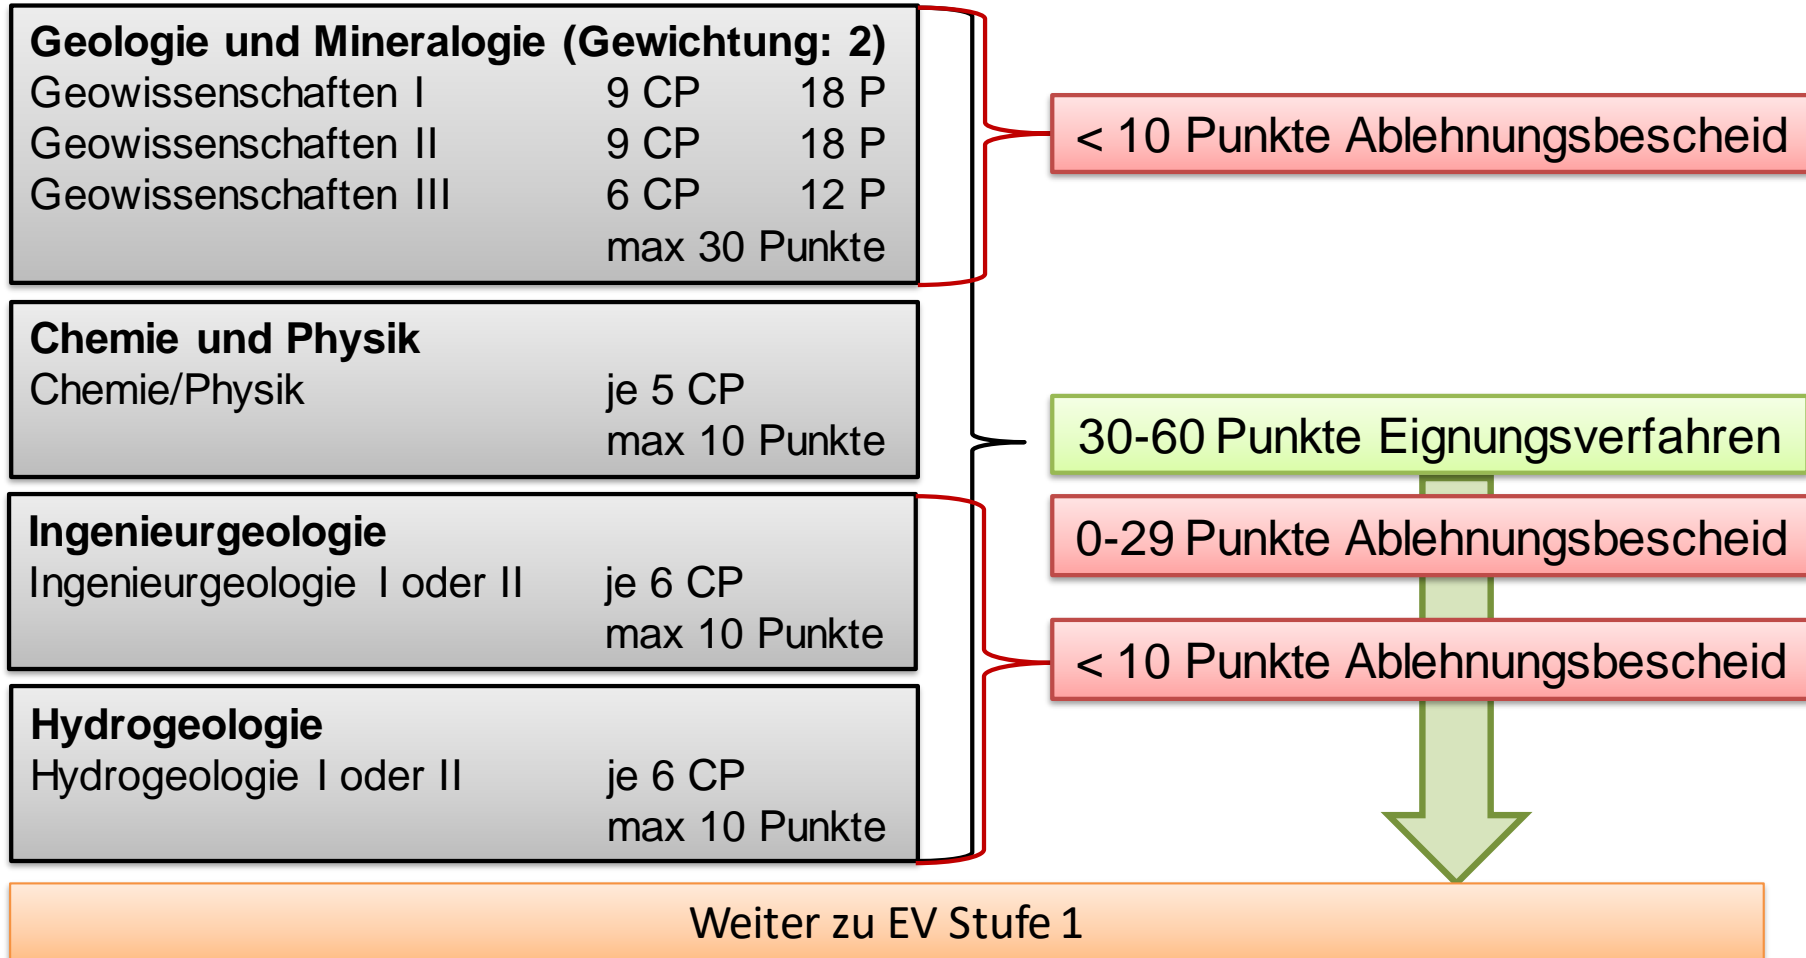 Geologie und Mineralogie (Gewichtung: 2)
Geowissenschaften I 9 CP 18 P
Geowissenschaften II 9 CP 18 P
Geowissenschaften III 6 CP 12 P
max 30 Punkte
< 10 Punkte Ablehnungsbescheid
Chemie und Physik
Chemie/Physik je 5 CP
max 10 Punkte
30-60 Punkte Eignungsverfahren
0-29 Punkte Ablehnungsbescheid
Ingenieurgeologie
Ingenieurgeologie I oder II je 6 CP
max 10 Punkte
< 10 Punkte Ablehnungsbescheid
Hydrogeologie
Hydrogeologie I oder II je 6 CP
max 10 Punkte
Weiter zu EV Stufe 1